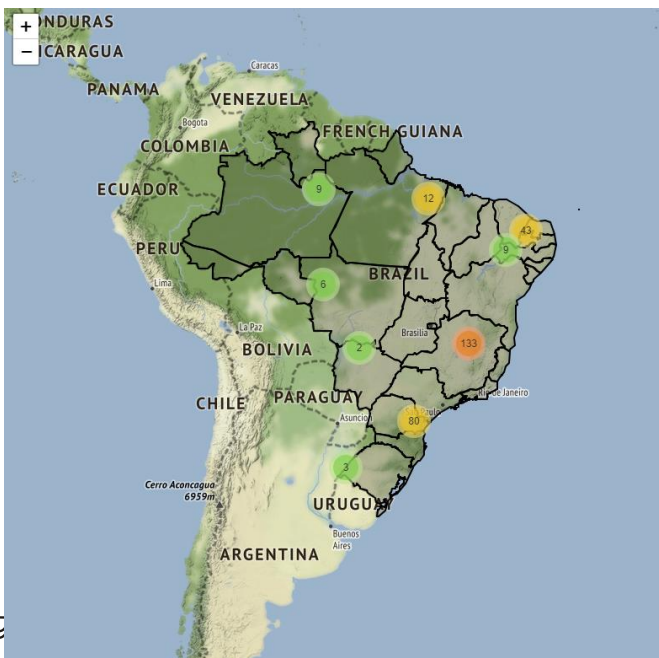 +
−
ONDURAS
ICARAGUA
PANAMA
Caracas
VENEZUELA
Bogota
COLOMBIA
FRENCH GUIANA
ECUADOR
9
12
43
9
PERU
Lima
6
BRAZIL
La Paz
Brasilia
BOLIVIA
2
133
PARAGUAY
CHILE
Rio de Janeiro
Asuncion
80
3
Cerro Aconcagua
6959m
URUGUAY
Buenos
Aires
ARGENTINA